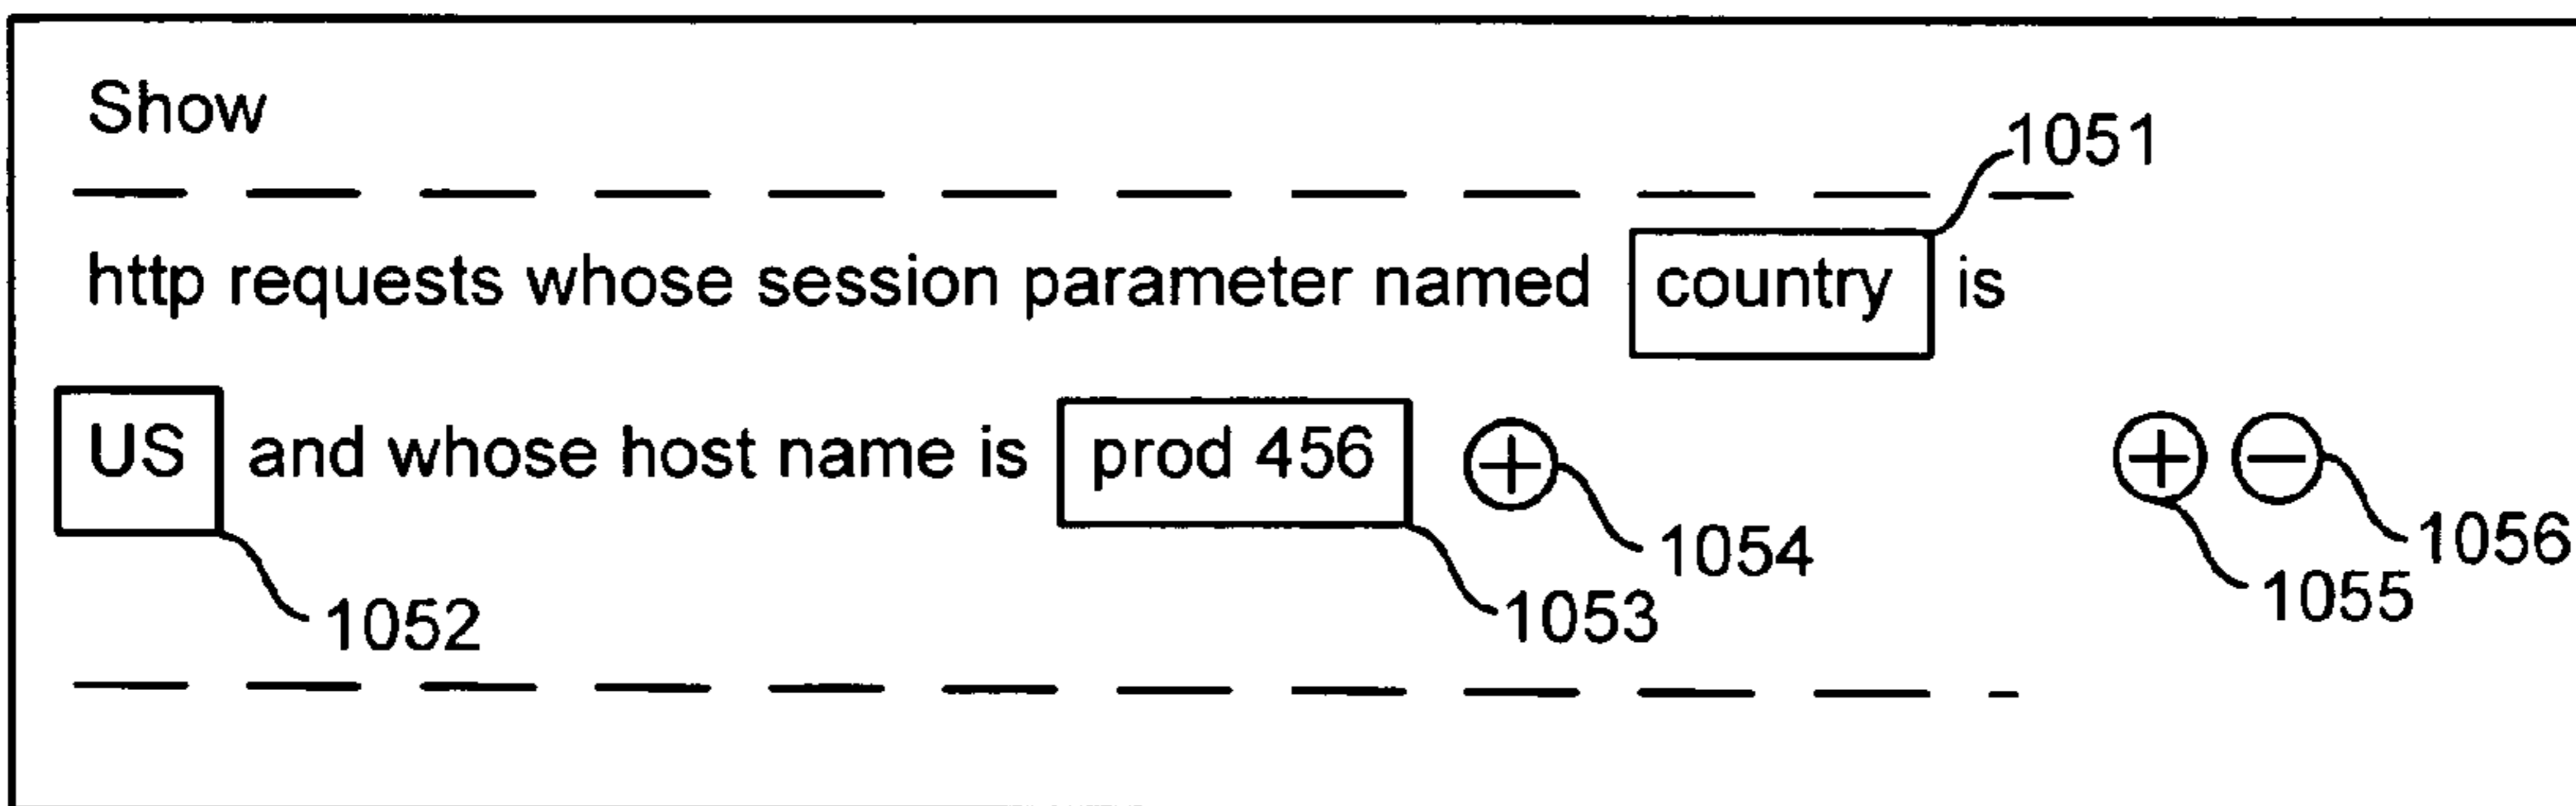 Show
1051
http requests whose session parameter named country is
US and whose host name is prod 456 + + −
1054
1056
1055
1053
1052